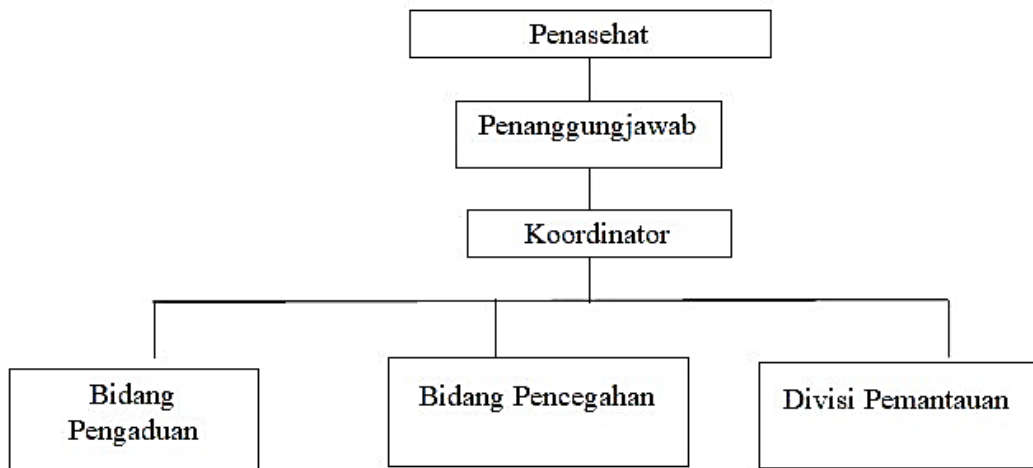 Penasehat
Penanggungjawab
Koordinator
Bidang
Pengaduan
Bidang Pencegahan
Divisi Pemantauan